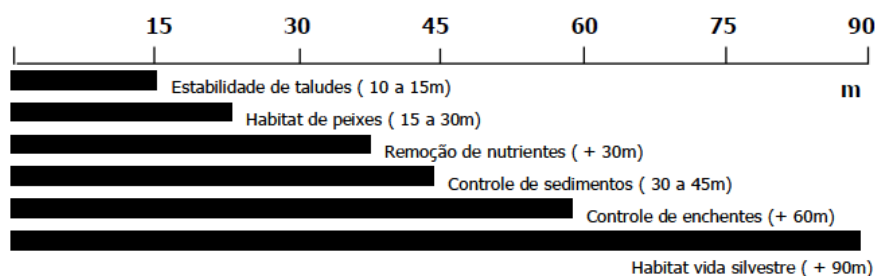 15 30 45 60 75 90
Estabilidade de taludes ( 10 a 15m)
m
Habitat de peixes ( 15 a 30m)
Remoção de nutrientes ( + 30m)
Controle de sedimentos ( 30 a 45m)
Controle de enchentes (+ 60m)
Habitat vida silvestre ( + 90m)